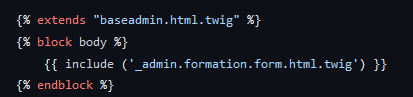 {% extends "baseadmin.html.twig" %}
{% block body %}
    {{ include ('_admin.formation.form.html.twig') }}
{% endblock %}